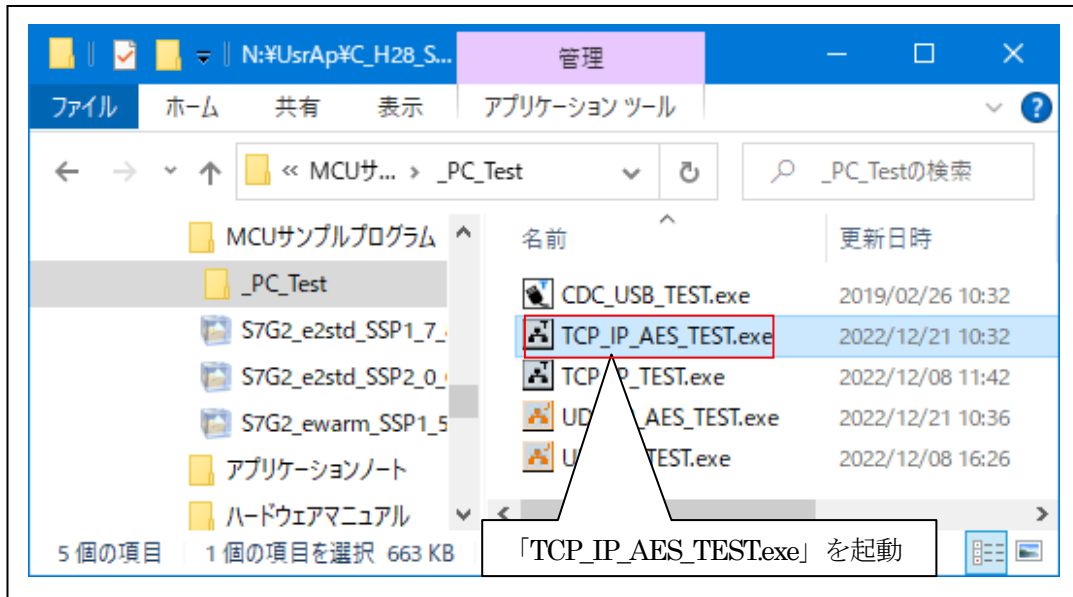 N:¥UsrAp¥C_H28_S...
管理
ファイル ホーム 共有 表示 アプリケーション ツール
« MCUサ... › _PC_Test
_PC_Testの検索
MCUサンプルプログラム
_PC_Test
S7G2_e2std_SSP1_7_
S7G2_e2std_SSP2_0_
S7G2_ewarm_SSP1_5
アプリケーションノート
ハードウェアマニュアル
名前 更新日時
CDC_USB_TEST.exe 2019/02/26 10:32
TCP_IP_AES_TEST.exe 2022/12/21 10:32
TCP_IP_TEST.exe 2022/12/08 11:42
UD AES_TEST.exe 2022/12/21 10:36
U TEST.exe 2022/12/08 16:26
5 個の項目 1 個の項目を選択 663 KB
「TCP_IP_AES_TEST.exe」を起動